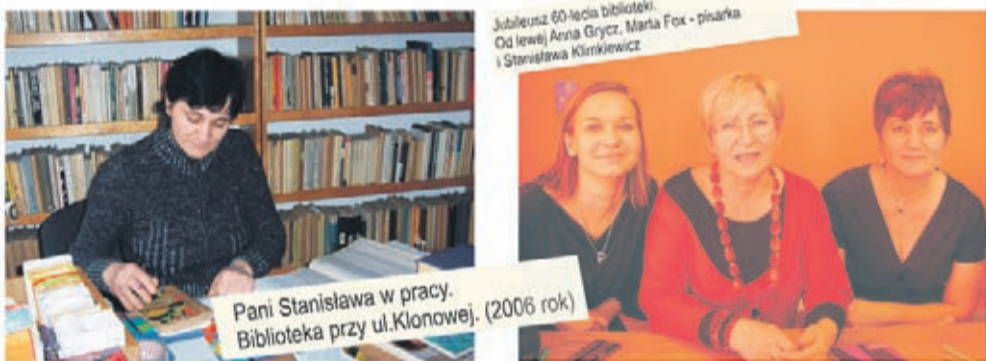 Pani Stanisława w pracy.
Biblioteka przy ul.Klonowej. (2006 rok)
Jubileusz 60-lecia biblioteki.
Od lewej Anna Grycz, Marta Fox - pisarka
i Stanisława Klimkiewicz